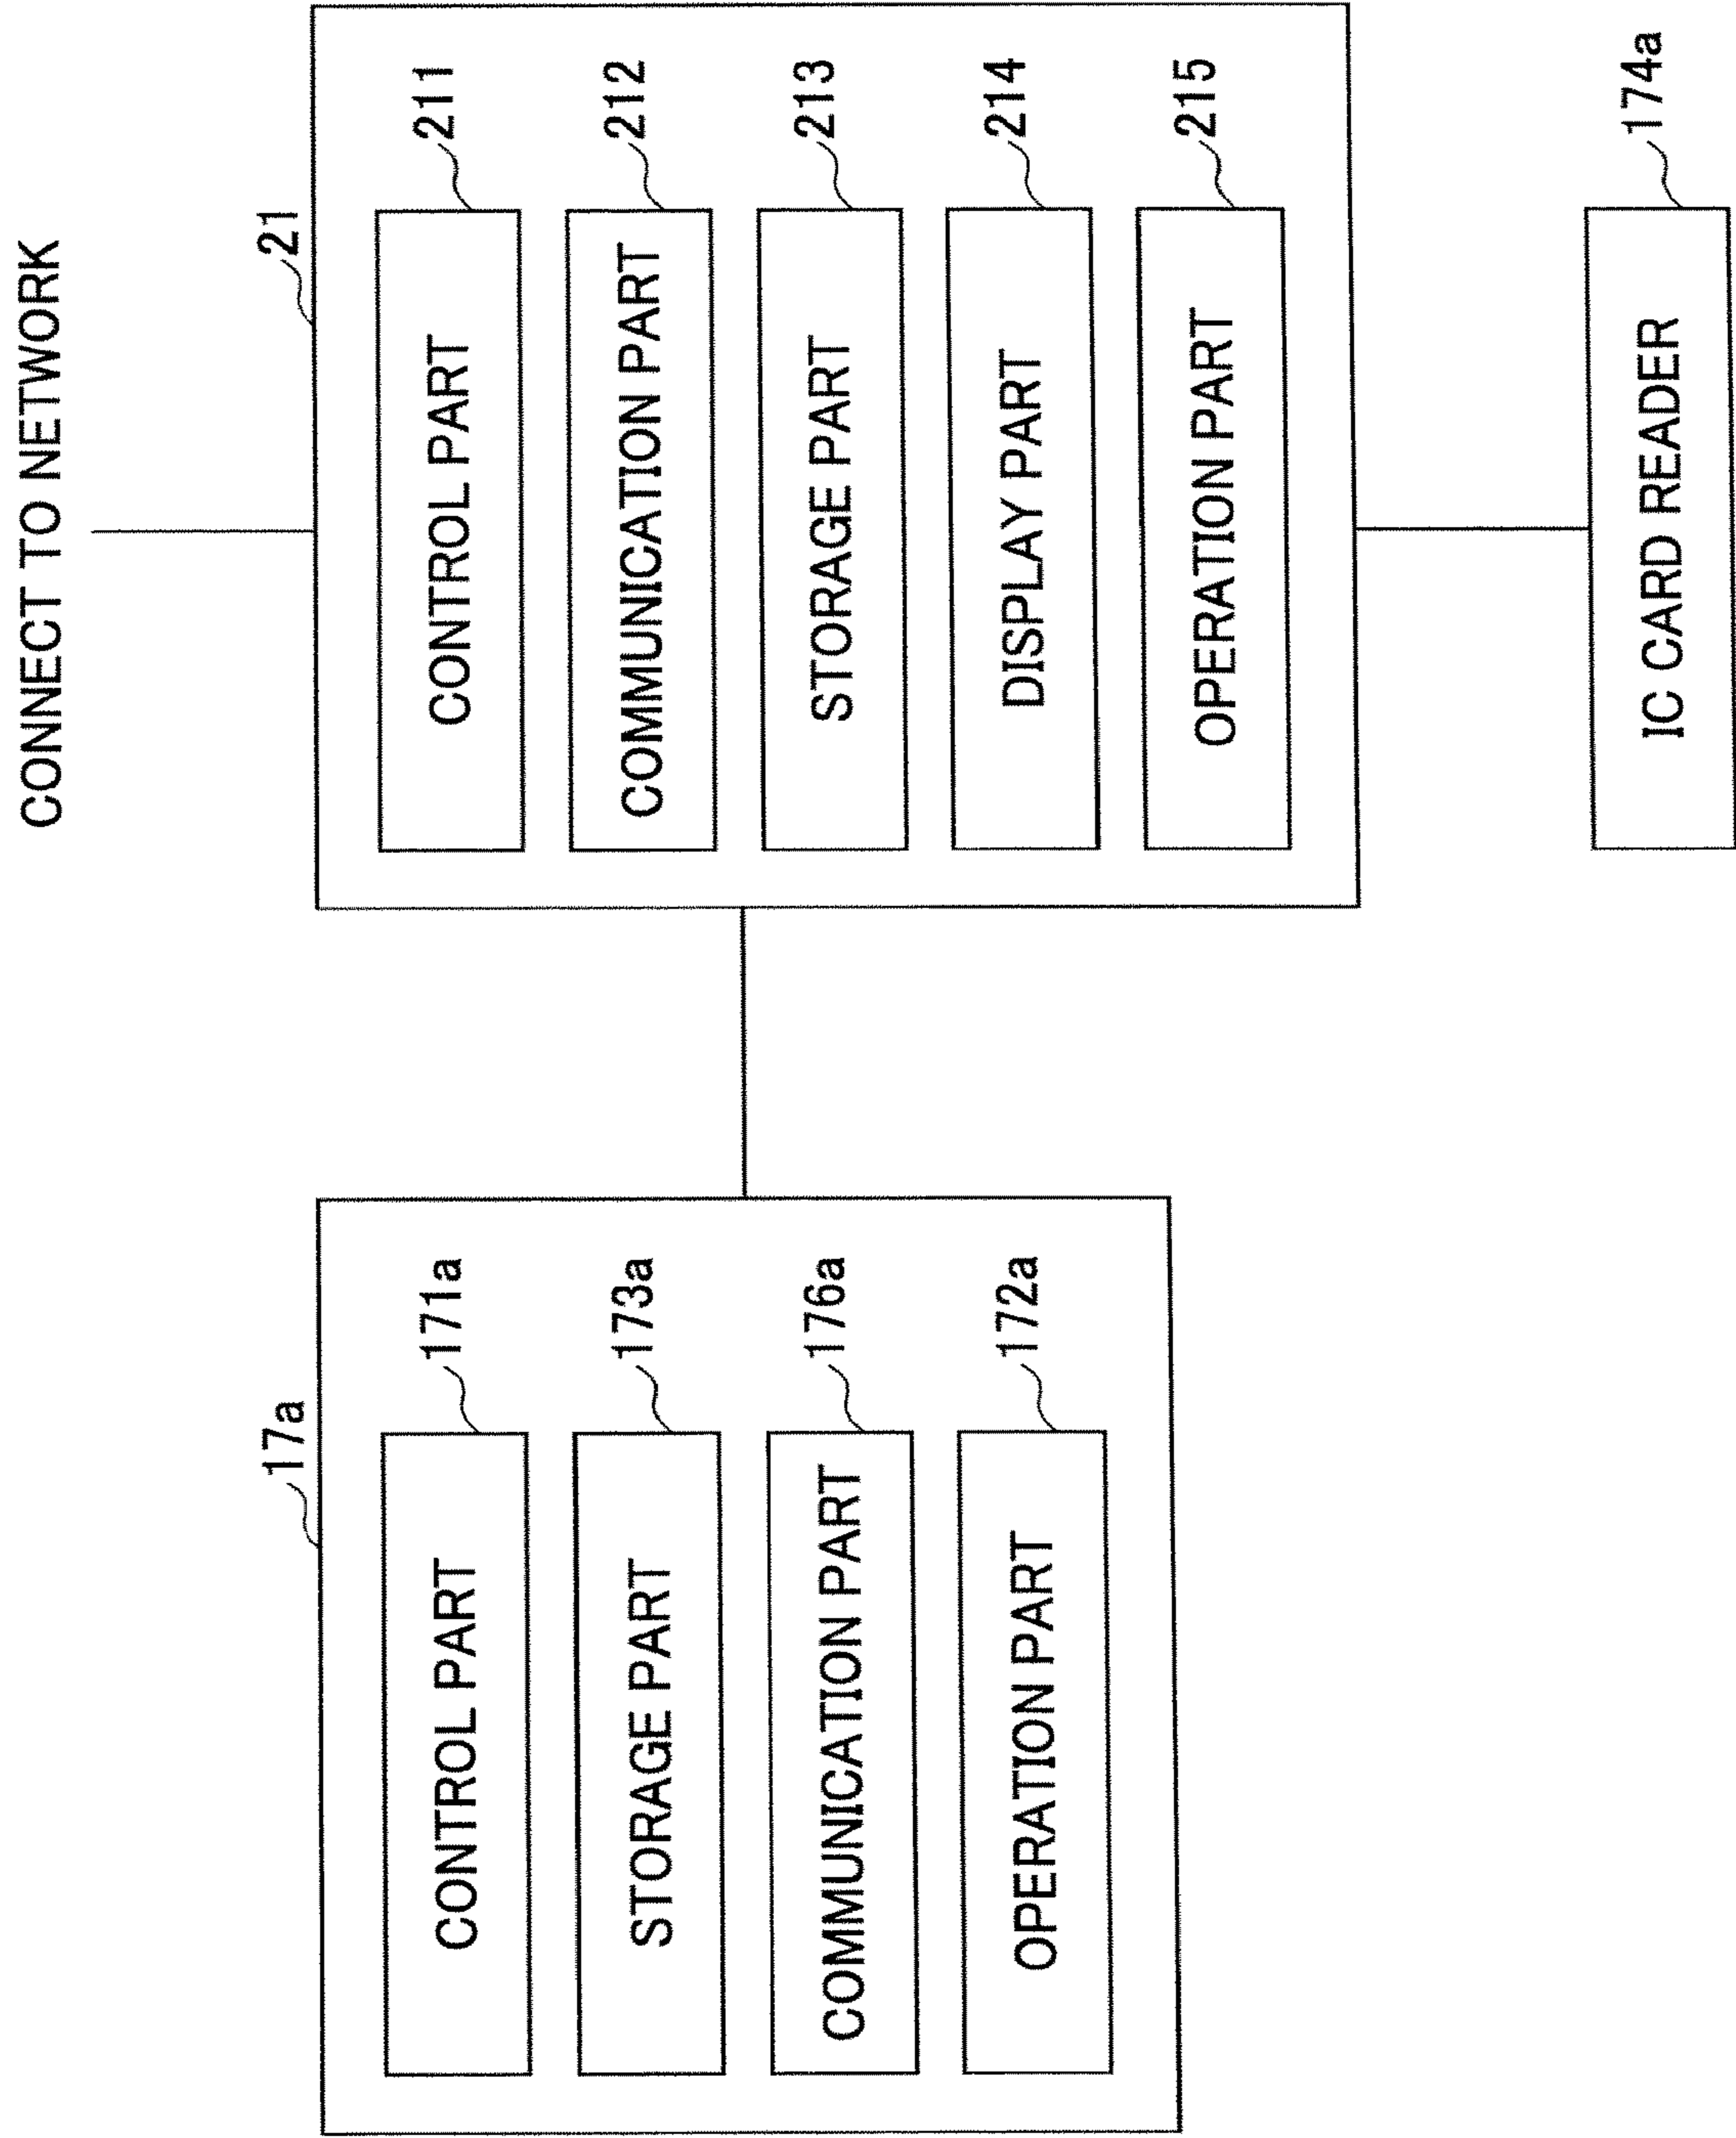 CONNECT TO NETWORK
17a
CONTROL PART
171a
STORAGE PART
173a
COMMUNICATION PART
176a
OPERATION PART
172a
21
CONTROL PART
211
COMMUNICATION PART
212
STORAGE PART
213
DISPLAY PART
214
OPERATION PART
215
IC CARD READER
174a